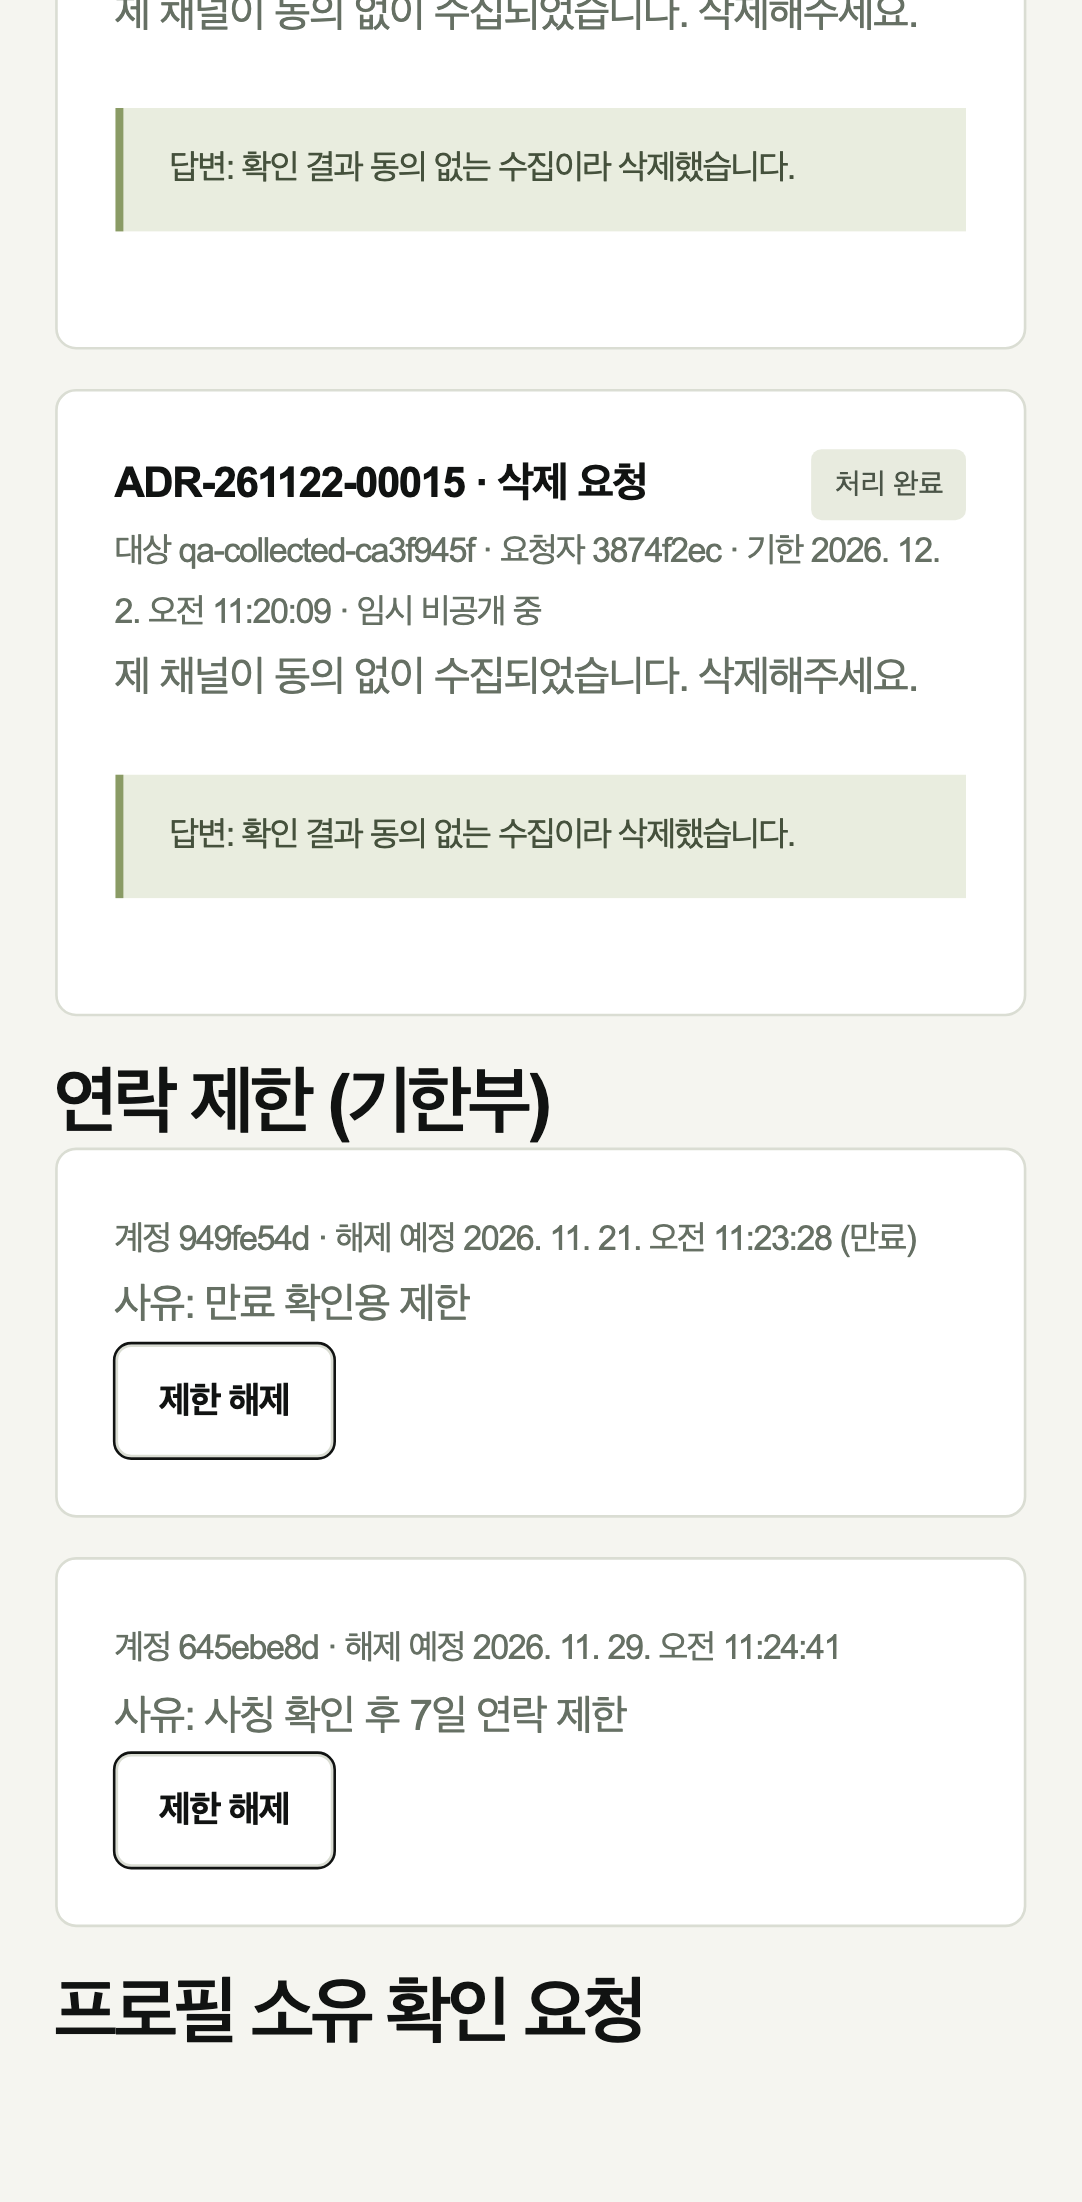 제 채널이 동의 없이 수집되었습니다. 삭제해주세요.
답변: 확인 결과 동의 없는 수집이라 삭제했습니다.
ADR-261122-00015 · 삭제 요청
처리 완료
대상 qa-collected-ca3f945f · 요청자 3874f2ec · 기한 2026. 12.
2. 오전 11:20:09 · 임시 비공개 중
제 채널이 동의 없이 수집되었습니다. 삭제해주세요.
답변: 확인 결과 동의 없는 수집이라 삭제했습니다.
연락 제한 (기한부)
계정 949fe54d · 해제 예정 2026. 11. 21. 오전 11:23:28 (만료)
사유: 만료 확인용 제한
제한 해제
계정 645ebe8d · 해제 예정 2026. 11. 29. 오전 11:24:41
사유: 사칭 확인 후 7일 연락 제한
제한 해제
프로필 소유 확인 요청